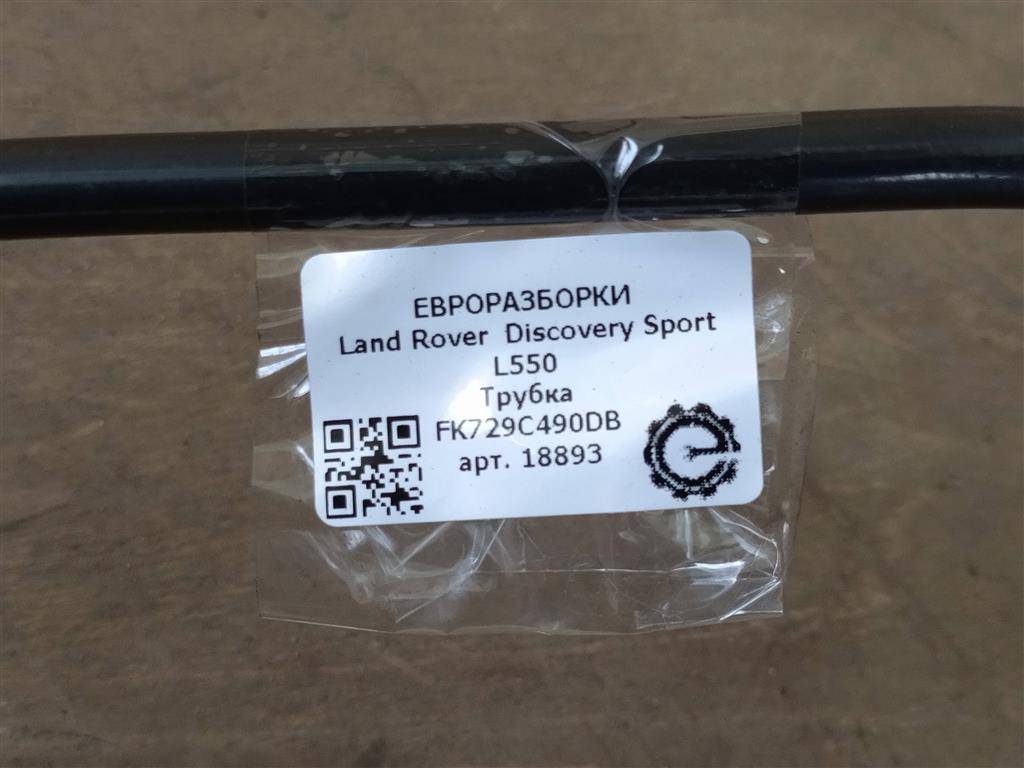 ЕВРОРАЗБОРКИ
Land Rover Discovery Sport
L550
Трубка
FK729C490DB
арт. 18893